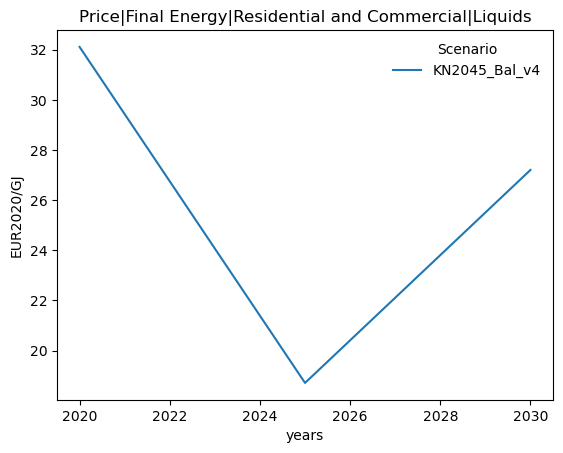 Price|Final Energy|Residential and Commercial|Liquids
Scenario
KN2045_Bal_v4
EUR2020/GJ
32
30
28
26
24
22
20
2020 2022 2024 2026 2028 2030
years